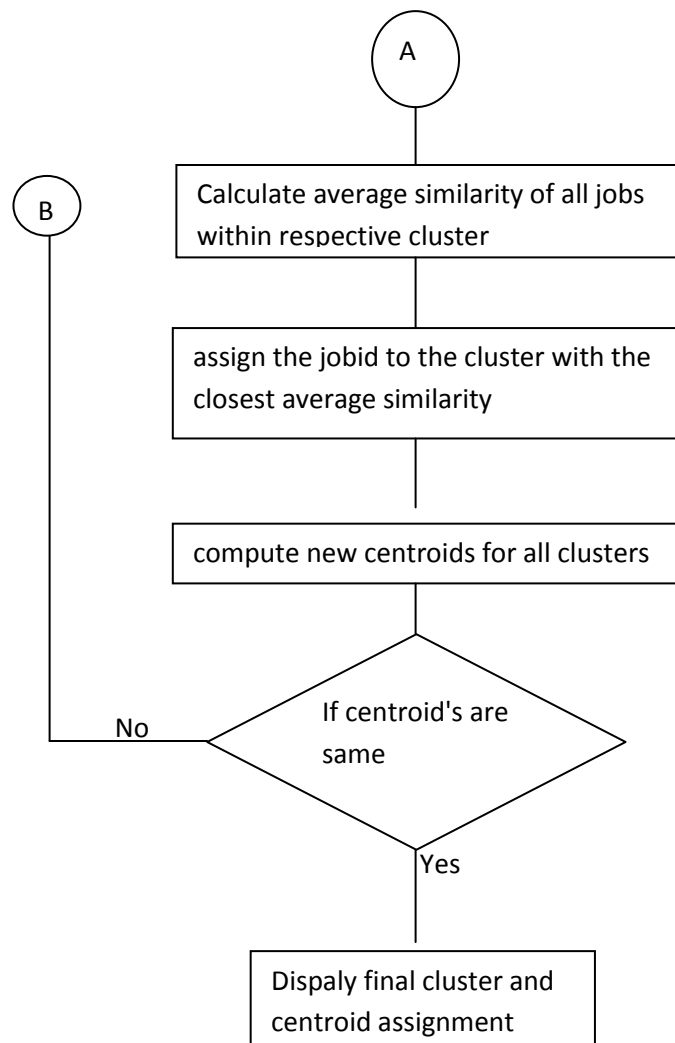 A
Calculate average similarity of all jobs
within respective cluster
B
assign the jobid to the cluster with the
closest average similarity
compute new centroids for all clusters
If centroid's are
same
No
Yes
Dispaly final cluster and
centroid assignment